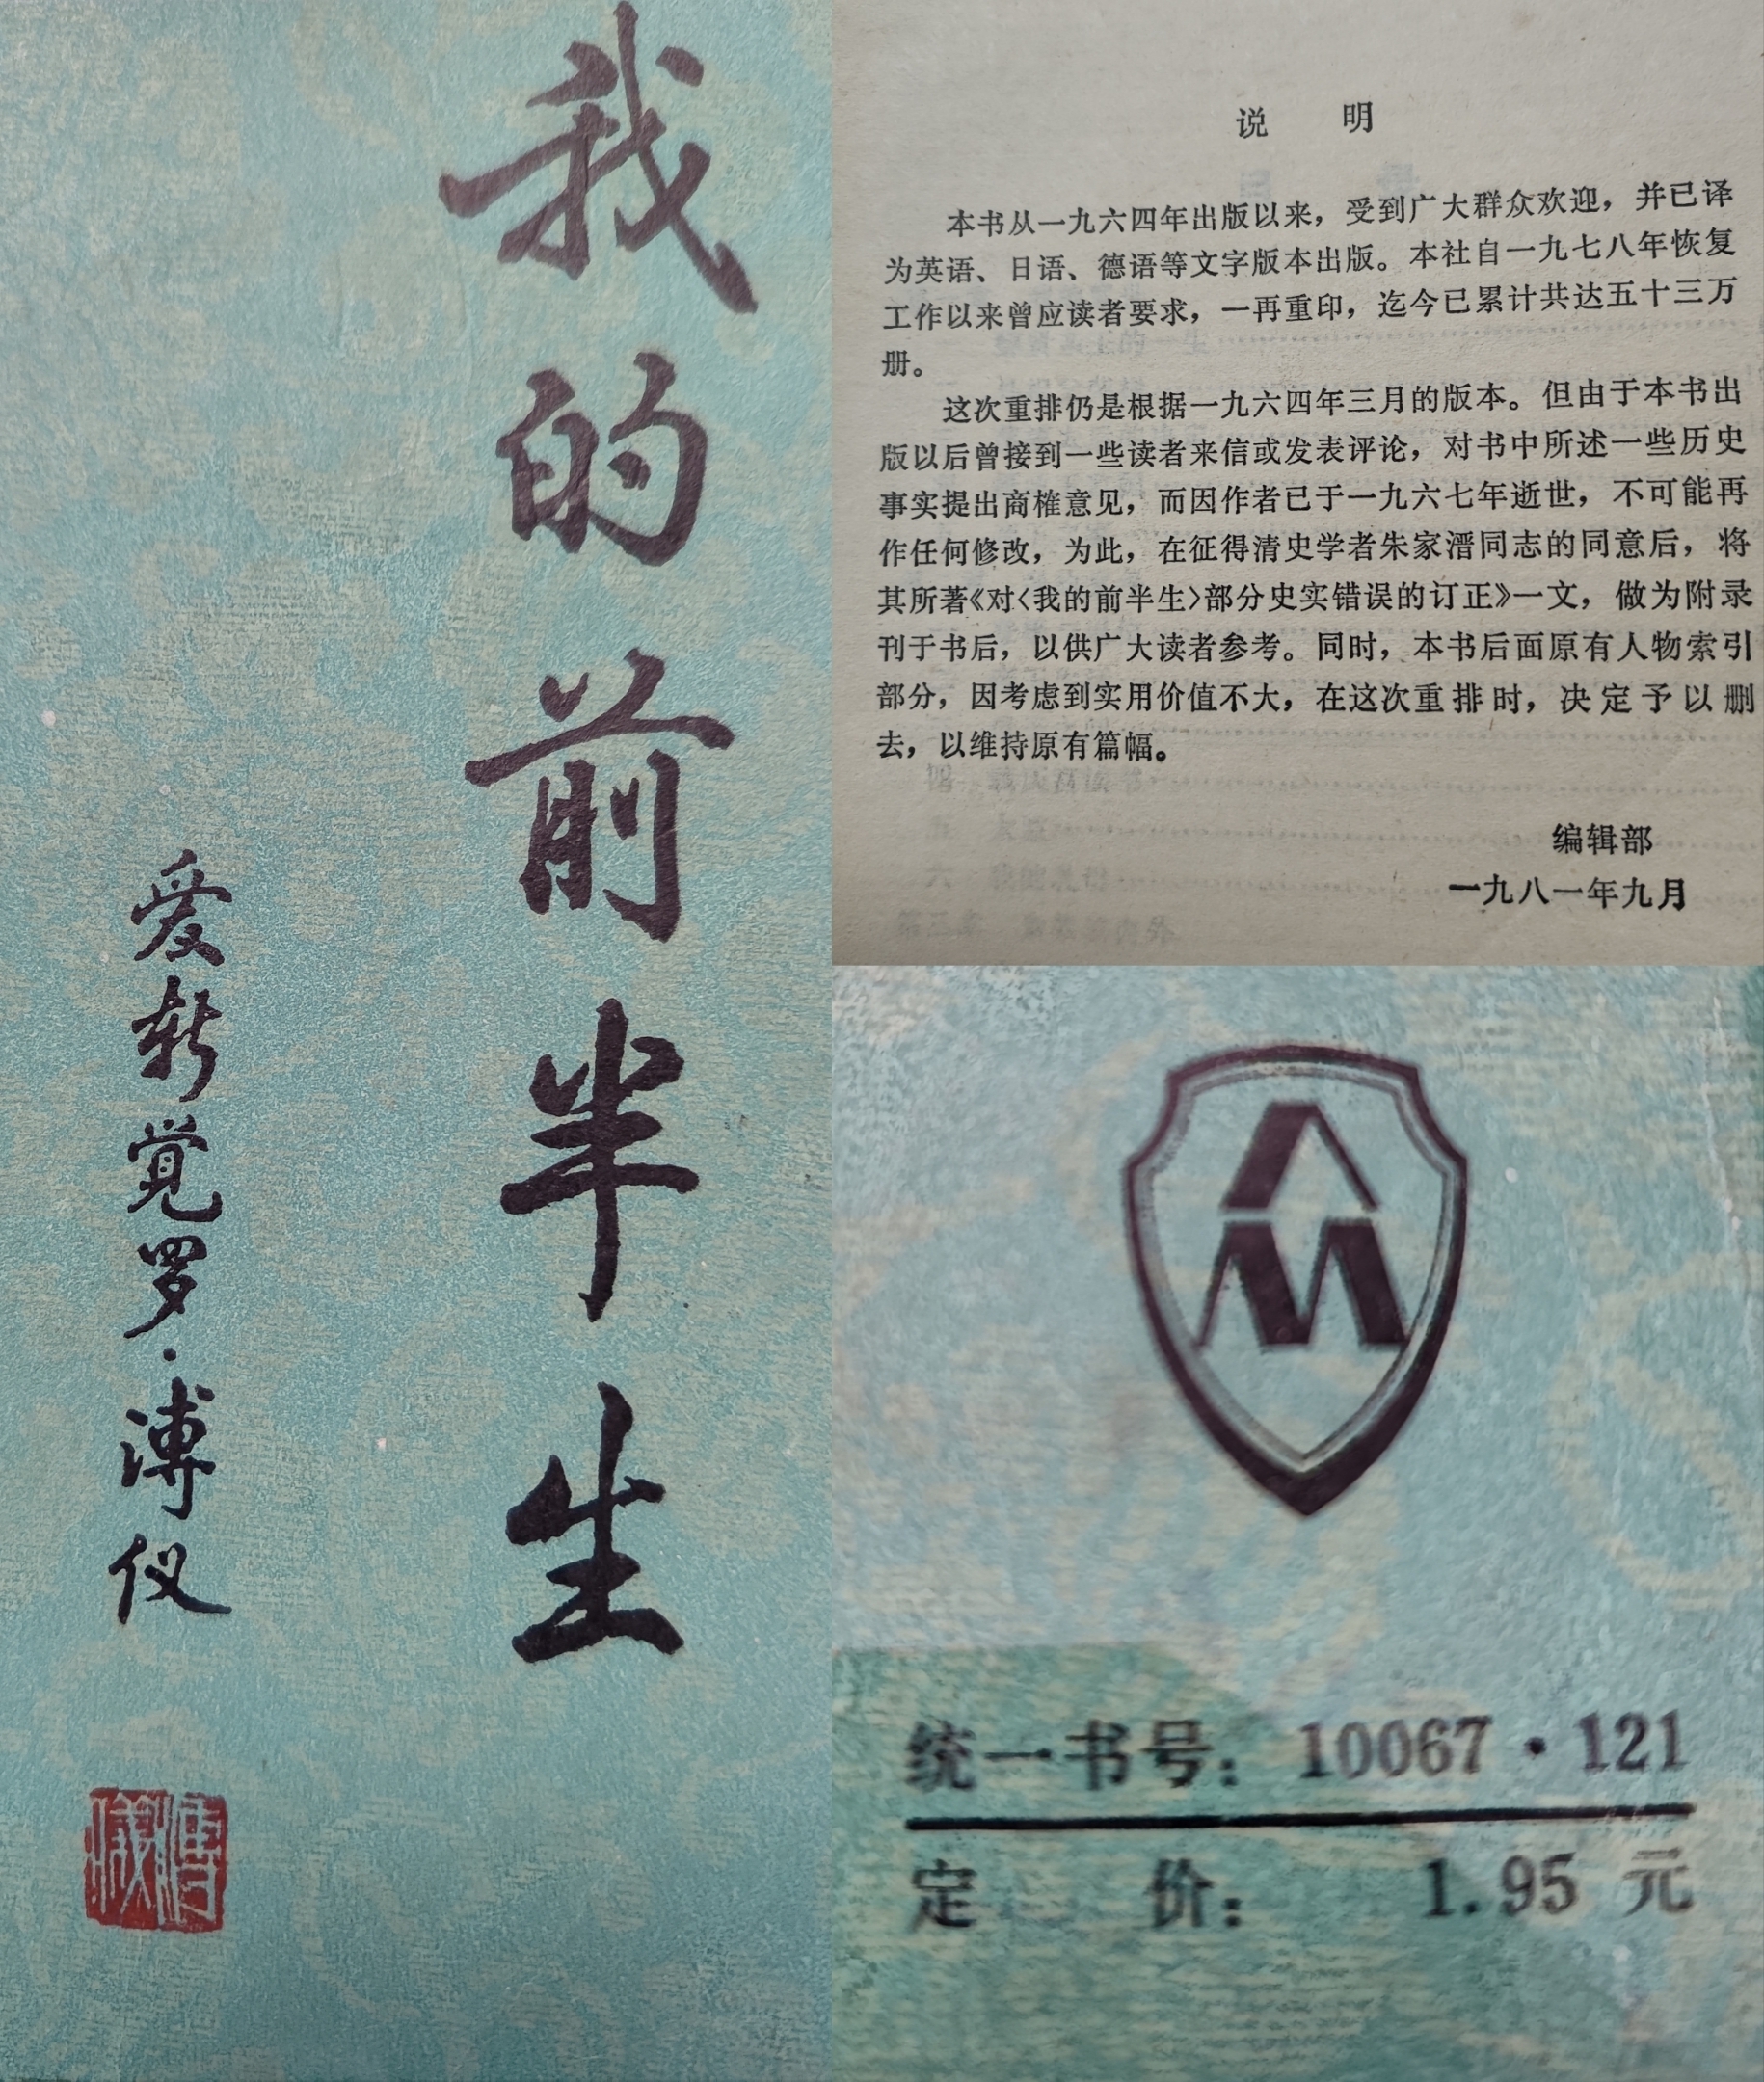 我的前半生
爱新觉罗·溥仪
溥儀
说 明
本书从一九六四年出版以来，受到广大群众欢迎，并已译
为英语、日语、德语等文字版本出版。本社自一九七八年恢复
工作以来曾应读者要求，一再重印，迄今已累计共达五十三万
册。
这次重排仍是根据一九六四年三月的版本。但由于本书出
版以后曾接到一些读者来信或发表评论，对书中所述一些历史
事实提出商榷意见，而因作者已于一九六七年逝世，不可能再
作任何修改，为此，在征得清史学者朱家溍同志的同意后，将
其所著《对〈我的前半生〉部分史实错误的订正》一文，做为附录
刊于书后，以供广大读者参考。同时，本书后面原有人物索引
部分，因考虑到实用价值不大，在这次重排时，决定予以删
去，以维持原有篇幅。
编辑部
一九八一年九月
统一书号：10067·121
定 价： 1.95 元